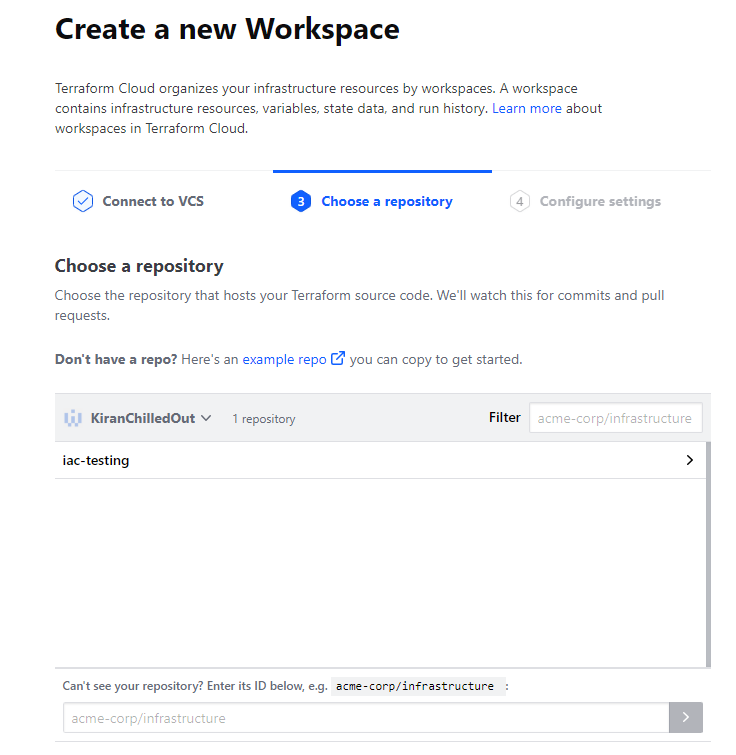 Create a new Workspace
Terraform Cloud organizes your infrastructure resources by workspaces. A workspace
contains infrastructure resources, variables, state data, and run history. Learn more about
workspaces in Terraform Cloud.
Connect to VCS
3 Choose a repository
4 Configure settings
Choose a repository
Choose the repository that hosts your Terraform source code. We'll watch this for commits and pull
requests.
Don't have a repo? Here's an example repo you can copy to get started.
KiranChilledOut 1 repository Filter acme-corp/infrastructure
iac-testing
Can't see your repository? Enter its ID below, e.g. acme-corp/infrastructure :
acme-corp/infrastructure